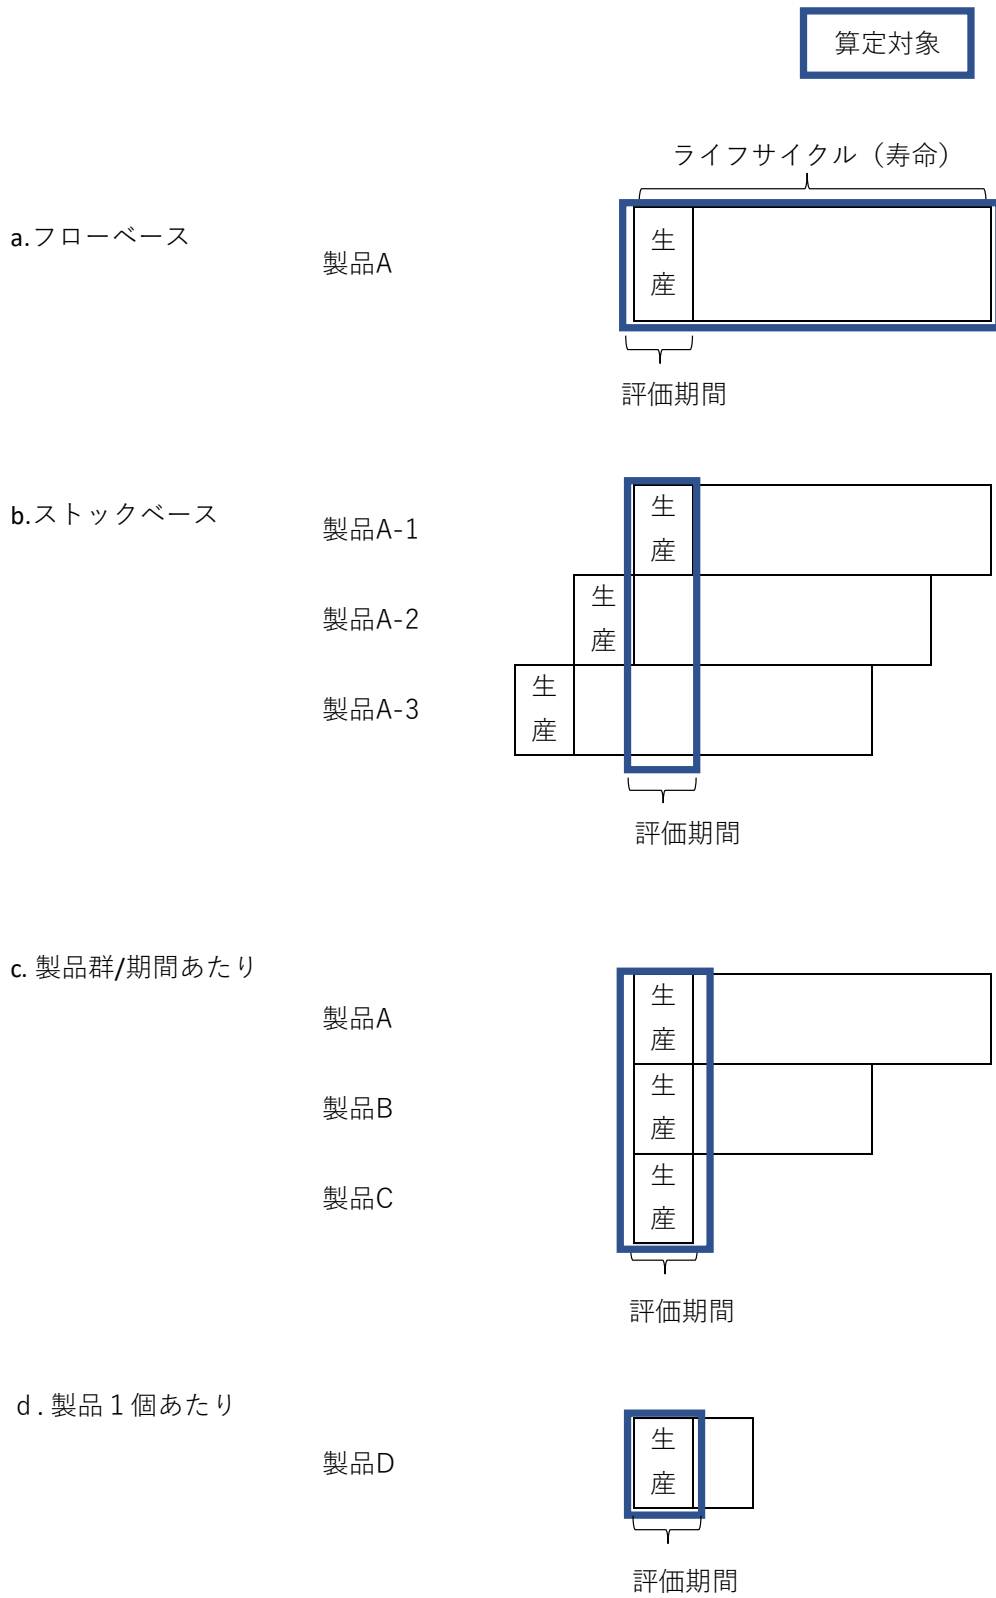 算定対象
ライフサイクル（寿命）
a.フローベース
製品A
生
産
評価期間
b.ストックベース
製品A-1
生
産
製品A-2
生
産
製品A-3
生
産
評価期間
c. 製品群/期間あたり
製品A
生
産
製品B
生
産
製品C
生
産
評価期間
ｄ. 製品１個あたり
製品D
生
産
評価期間